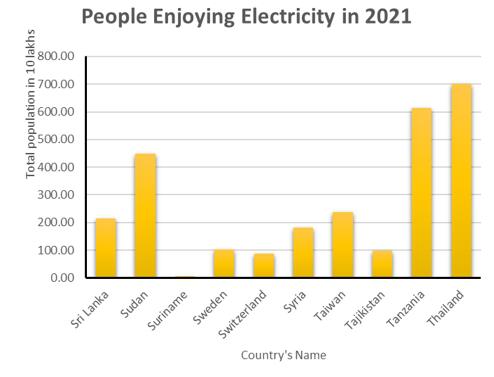 People Enjoying Electricity in 2021
Total population in 10 lakhs
800.00
700.00
600.00
500.00
400.00
300.00
200.00
100.00
0.00
Sri Lanka
Sudan
Suriname
Sweden
Switzerland
Syria
Taiwan
Tajikistan
Tanzania
Thailand
Country's Name